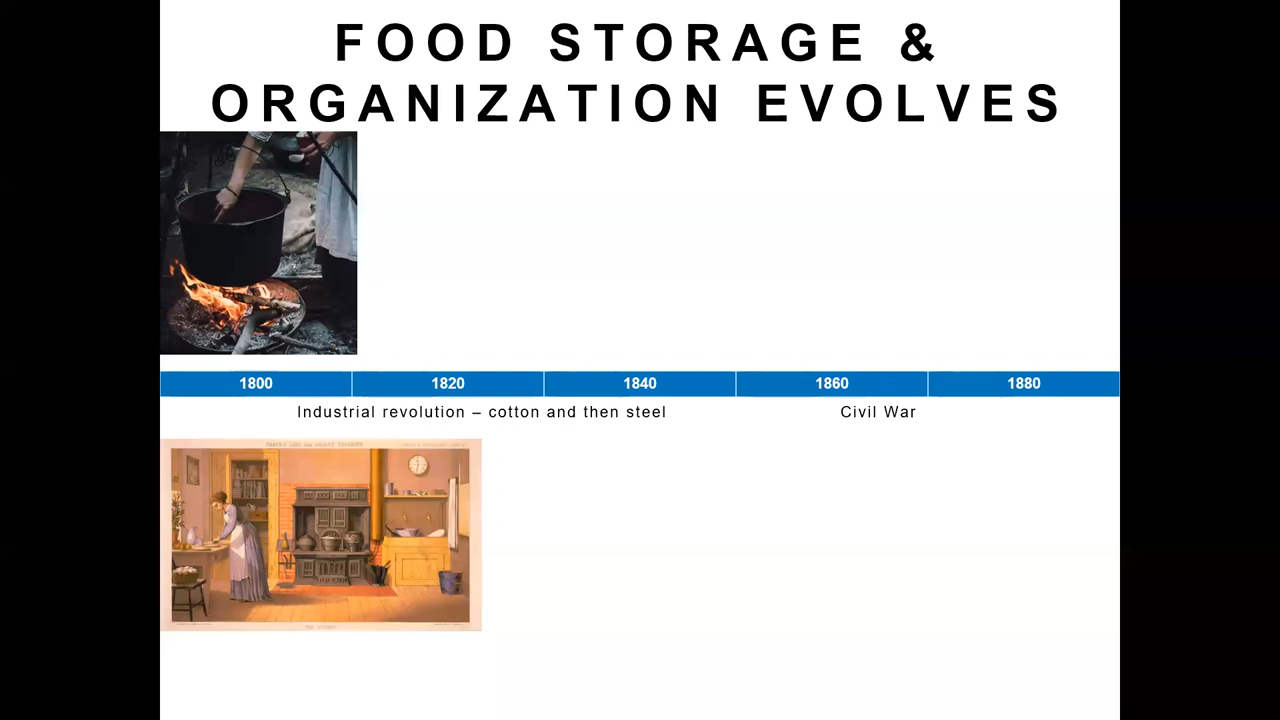 FOOD STORAGE &
ORGANIZATION EVOLVES
1800 1820 1840 1860 1880
Industrial revolution – cotton and then steel
Civil War